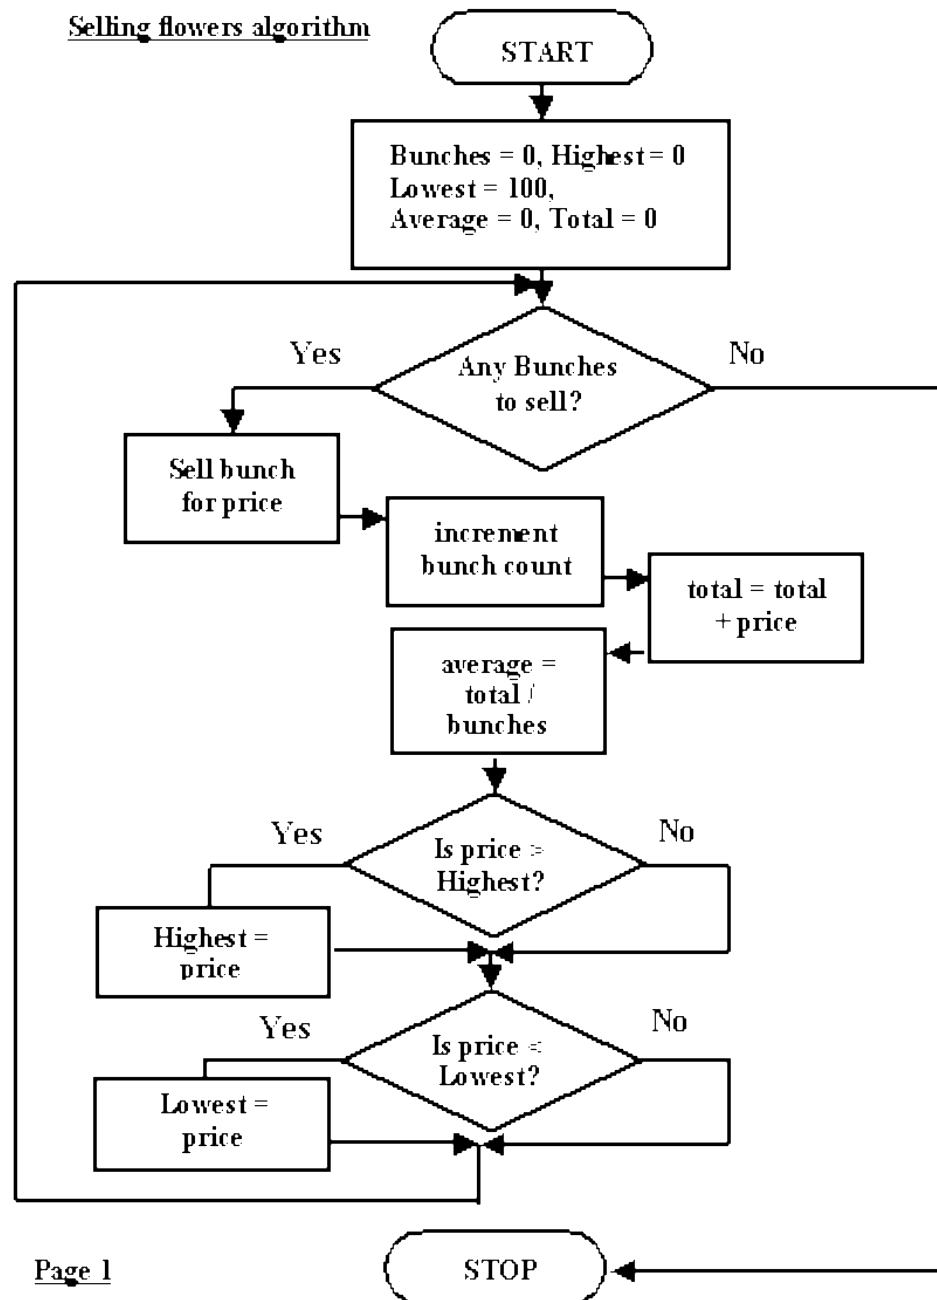 Selling flowers algorithm
START
Bunches = 0, Highest = 0
Lowest = 100,
Average = 0, Total = 0
Yes
No
Any Bunches
to sell?
Sell bunch
for price
increment
bunch count
total = total
+ price
average =
total /
bunches
Yes
No
Is price >
Highest?
Highest =
price
Yes
No
Is price <
Lowest?
Lowest =
price
STOP
Page 1